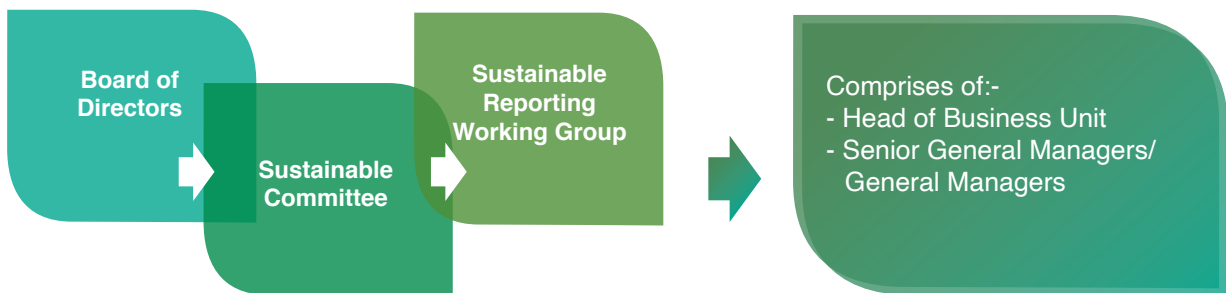 Board of
Directors
Sustainable
Committee
Sustainable
Reporting
Working Group
Comprises of:-
- Head of Business Unit
- Senior General Managers/
General Managers